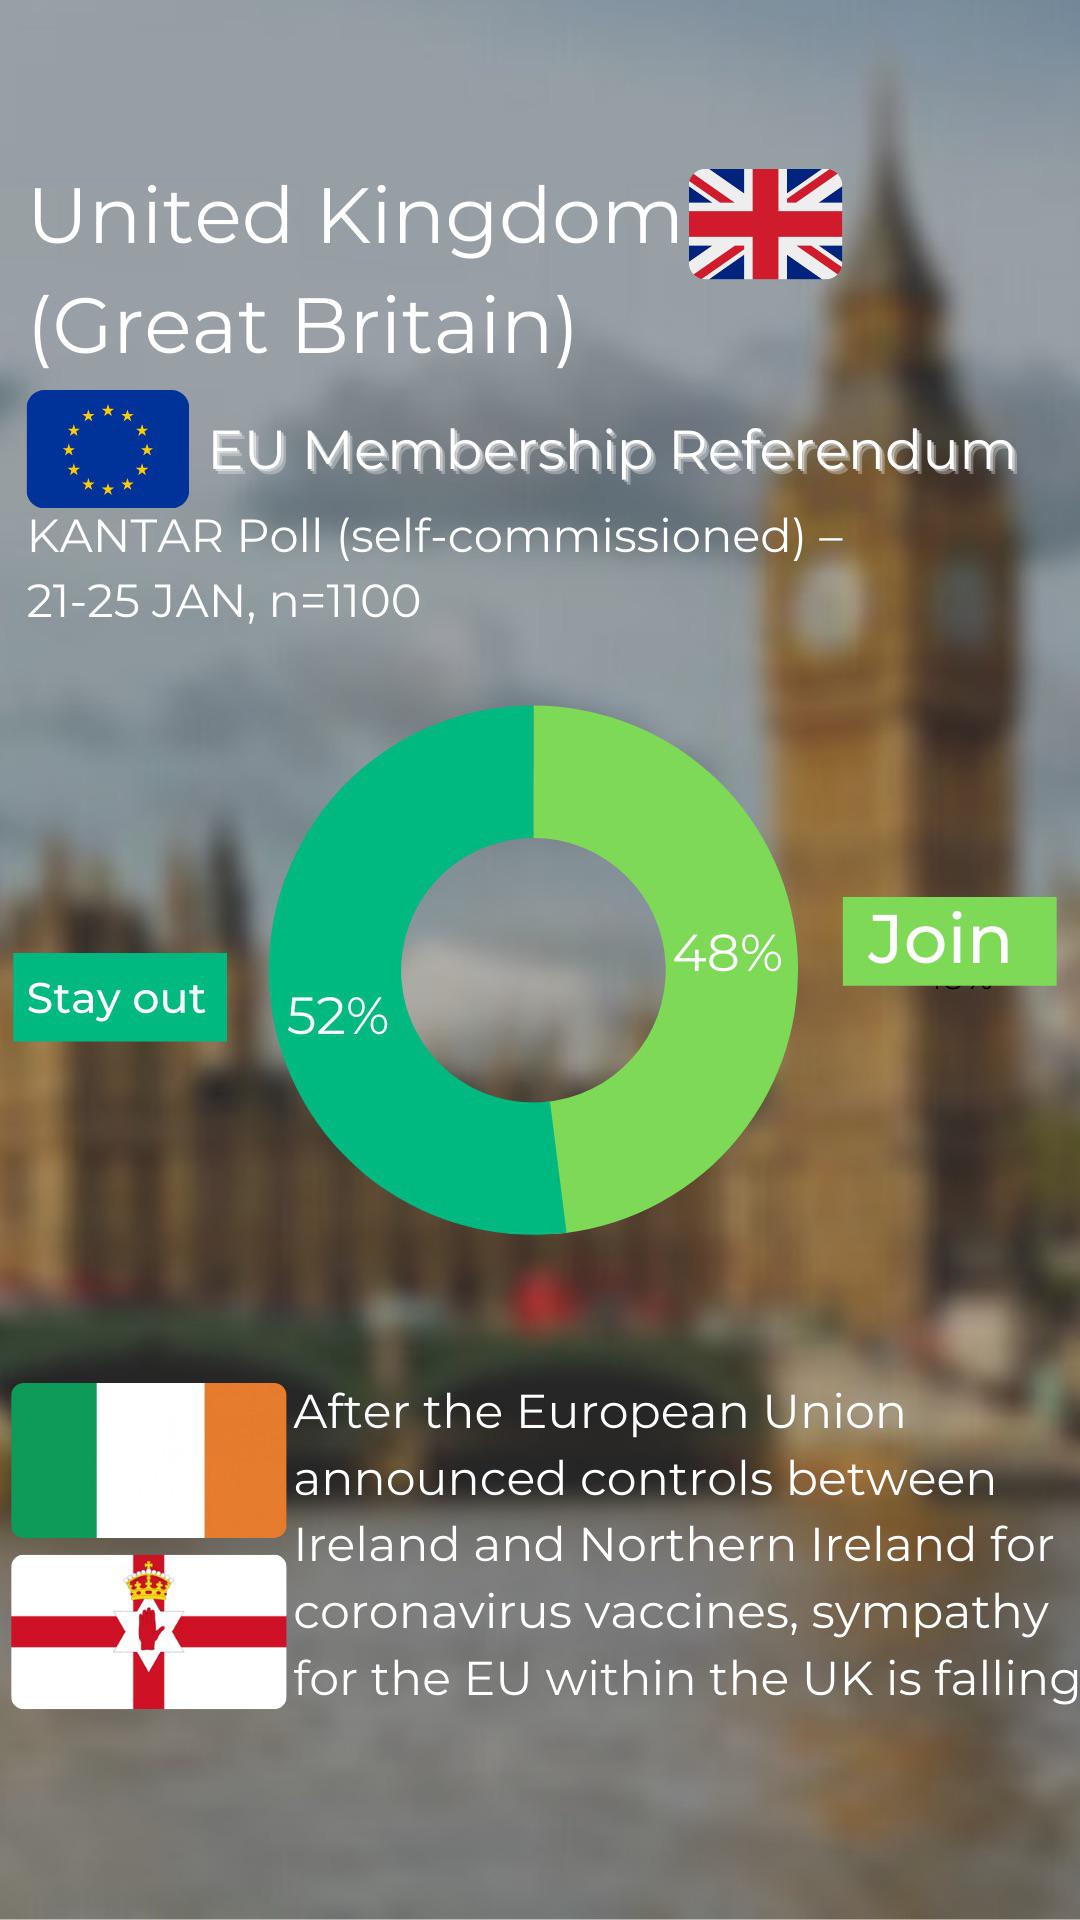 United Kingdom
(Great Britain)
EU Membership Referendum
KANTAR Poll (self-commissioned) –
21-25 JAN, n=1100
48%
Join
Stay out
52%
After the European Union
announced controls between
Ireland and Northern Ireland for
coronavirus vaccines, sympathy
for the EU within the UK is falling